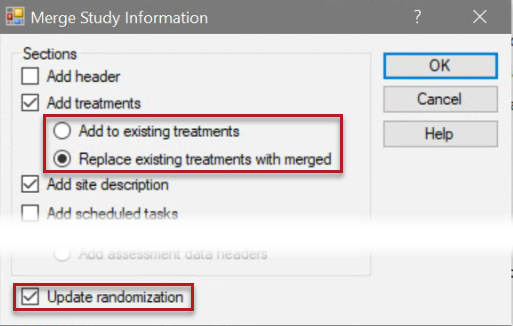 Merge Study Information
Sections
Add header
Add treatments
Add to existing treatments
Replace existing treatments with merged
Add site description
Add scheduled tasks
Add assessment data headers
Update randomization
OK
Cancel
Help